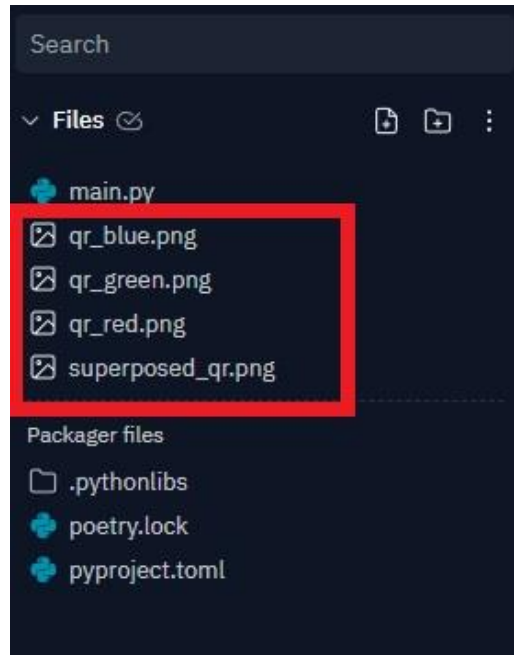 Search
Files
main.py
qr_blue.png
qr_green.png
qr_red.png
superposed_qr.png
Packager files
.pythonlibs
poetry.lock
pyproject.toml